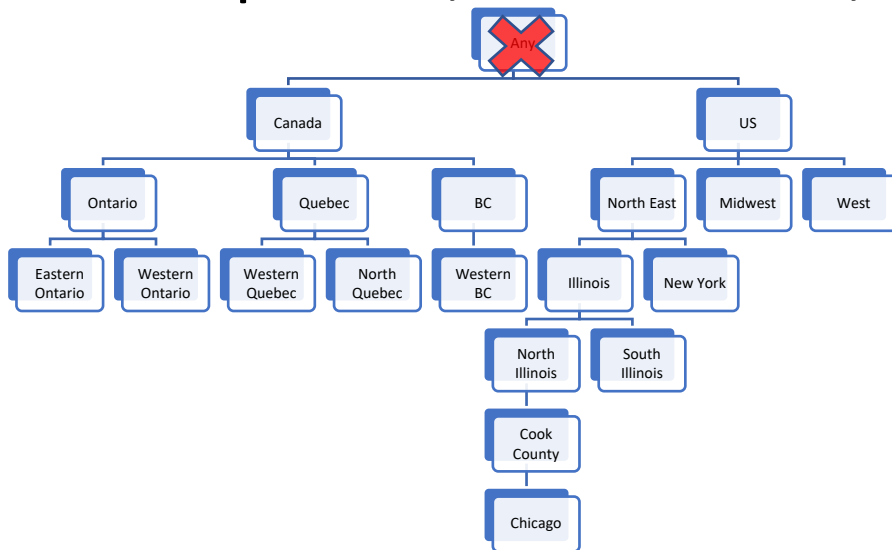 Any
Canada
US
Ontario
Quebec
BC
North East
Midwest
West
Eastern
Ontario
Western
Ontario
Western
Quebec
North
Quebec
Western
BC
Illinois
New York
North
Illinois
South
Illinois
Cook
County
Chicago